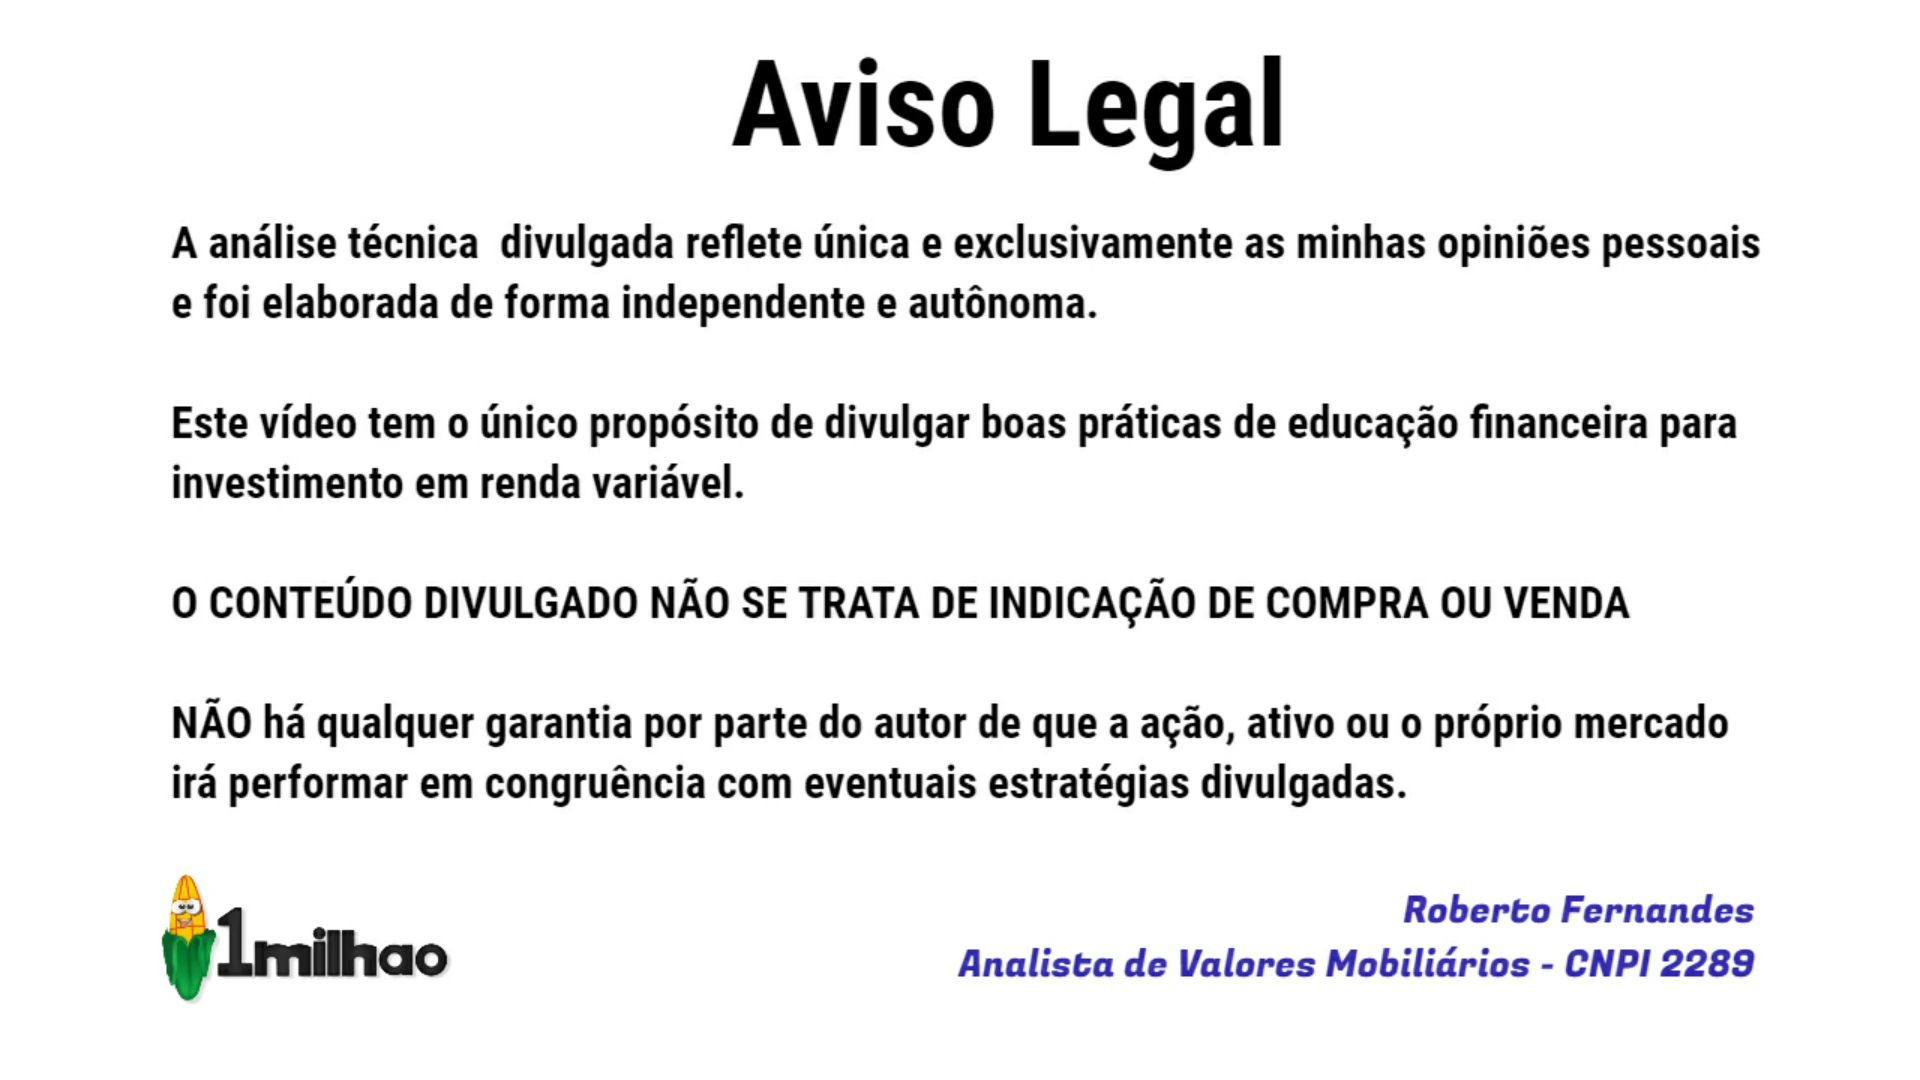 Aviso Legal
A análise técnica divulgada reflete única e exclusivamente as minhas opiniões pessoais
e foi elaborada de forma independente e autônoma.
Este vídeo tem o único propósito de divulgar boas práticas de educação financeira para
investimento em renda variável.
O CONTEÚDO DIVULGADO NÃO SE TRATA DE INDICAÇÃO DE COMPRA OU VENDA
NÃO há qualquer garantia por parte do autor de que a ação, ativo ou o próprio mercado
irá performar em congruência com eventuais estratégias divulgadas.
1milhao
Roberto Fernandes
Analista de Valores Mobiliários - CNPI 2289